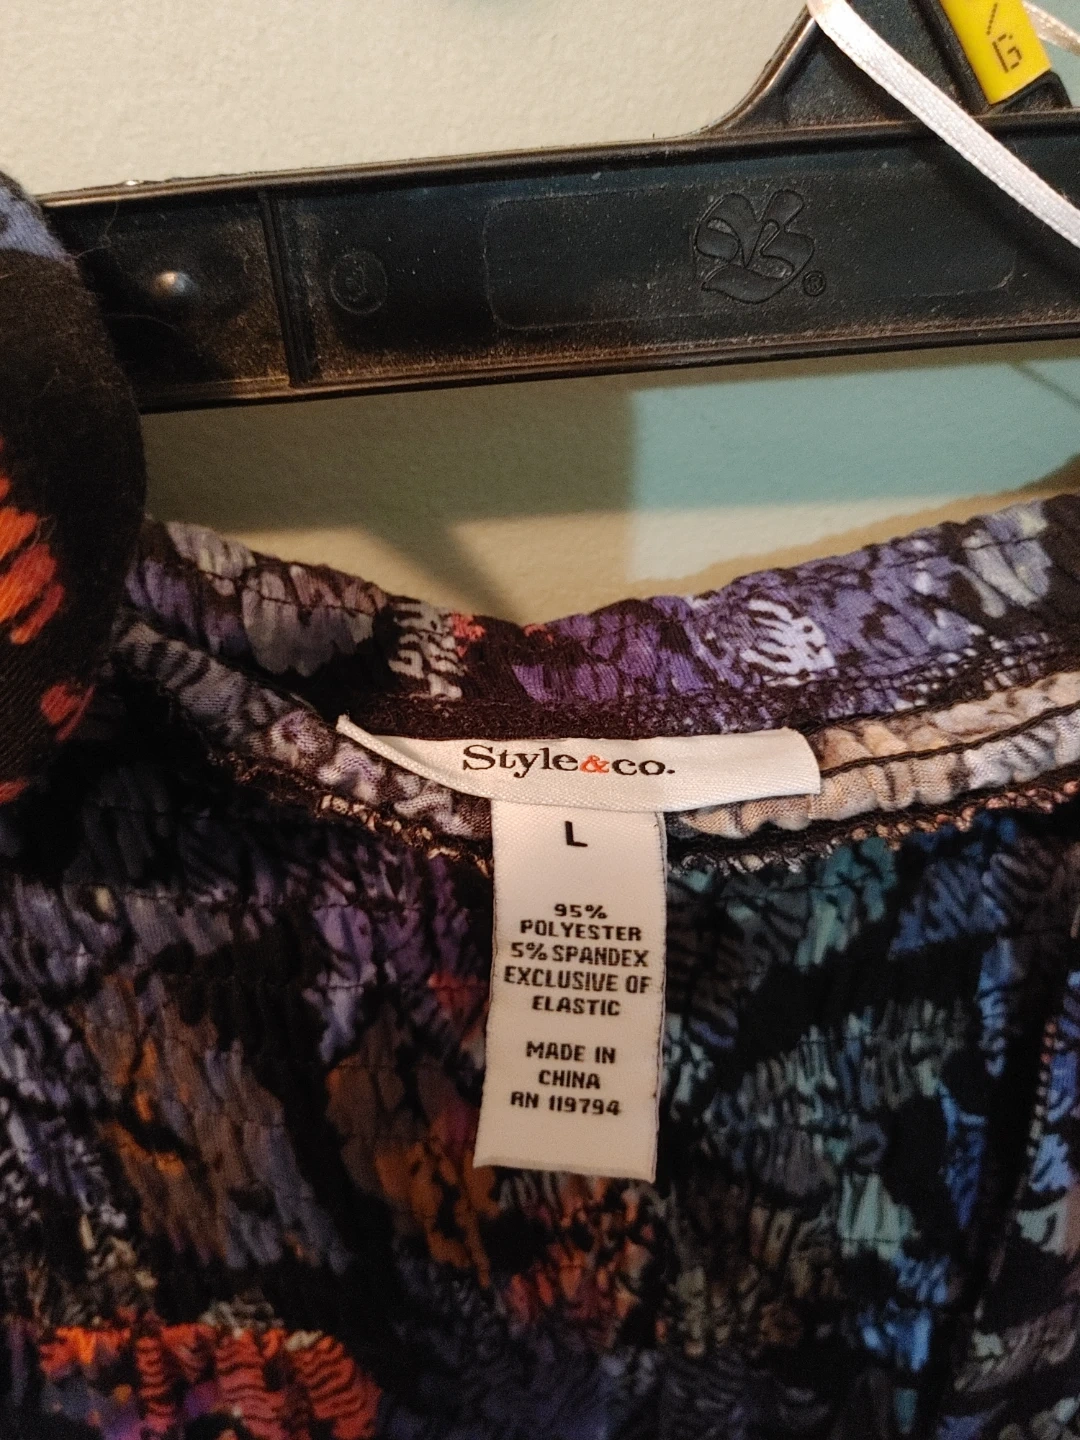 Style&co.
L
95%
POLYESTER
5% SPANDEX
EXCLUSIVE OF
ELASTIC
MADE IN
CHINA
RN 119794